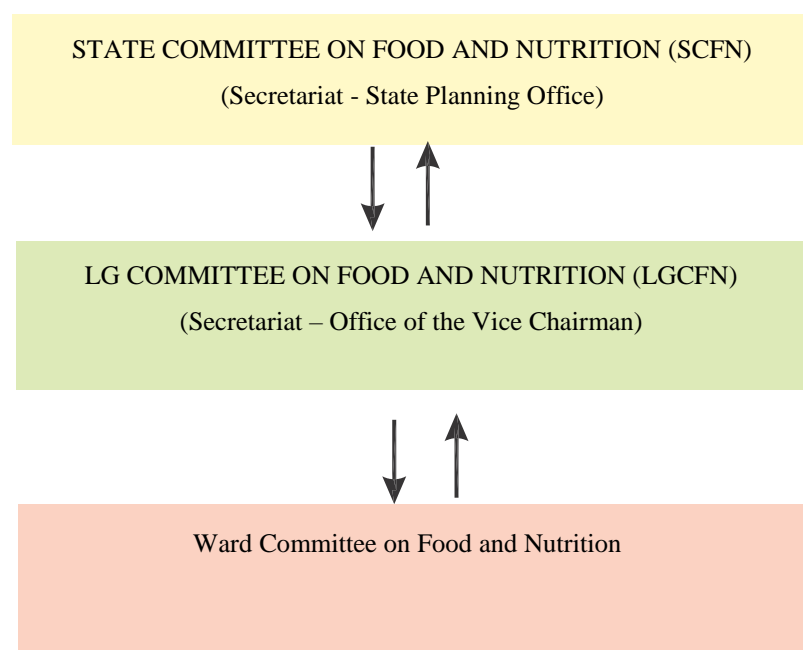 STATE COMMITTEE ON FOOD AND NUTRITION (SCFN)
(Secretariat - State Planning Office)
LG COMMITTEE ON FOOD AND NUTRITION (LGCFN)
(Secretariat – Office of the Vice Chairman)
Ward Committee on Food and Nutrition